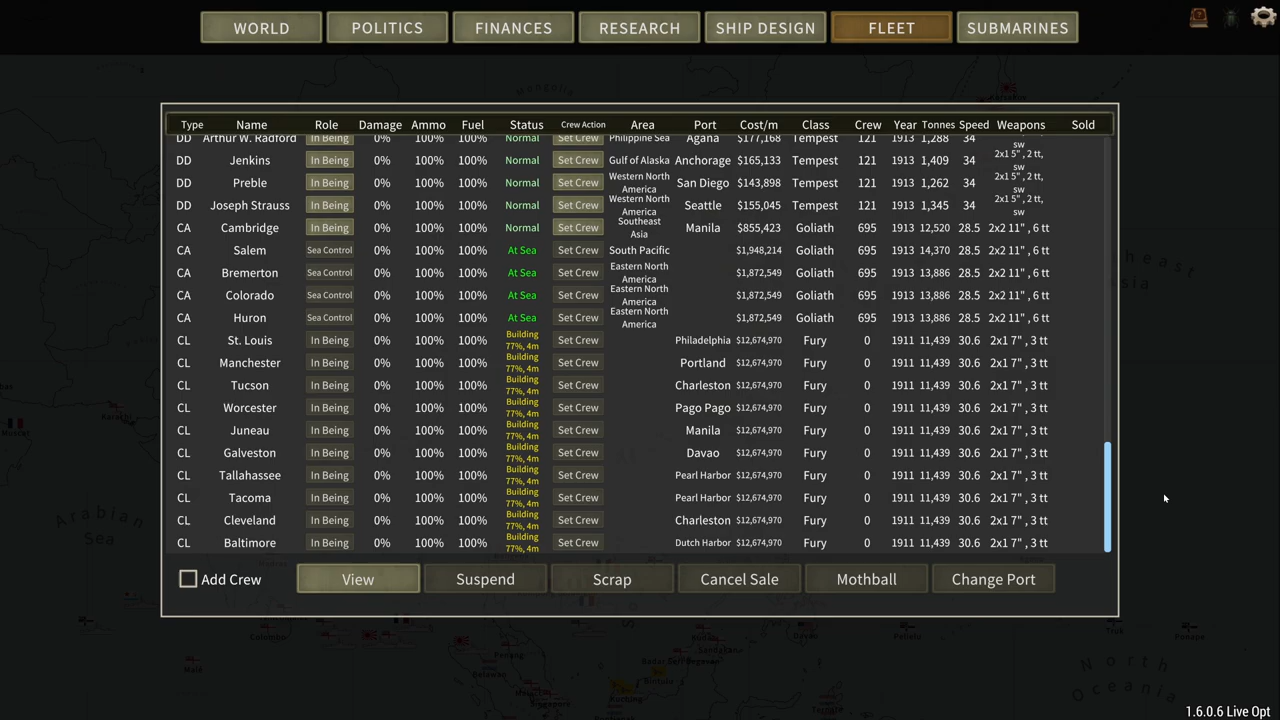 WORLD POLITICS FINANCES RESEARCH SHIP DESIGN FLEET SUBMARINES
Type Name Role Damage Ammo Fuel Status Crew Action Area Port Cost/m Class Crew Year Tonnes Speed Weapons Sold
DD Arthur W. Radford In Being 0% 100% 100% Normal Set Crew Philippine Sea Agana $177,168 Tempest 121 1913 1,288 34 sw
DD Jenkins In Being 0% 100% 100% Normal Set Crew Gulf of Alaska Anchorage $165,133 Tempest 121 1913 1,409 34 2x1 5", 2 tt, sw
DD Preble In Being 0% 100% 100% Normal Set Crew Western North America San Diego $143,898 Tempest 121 1913 1,262 34 2x1 5", 2 tt, sw
DD Joseph Strauss In Being 0% 100% 100% Normal Set Crew Western North America Seattle $155,045 Tempest 121 1913 1,345 34 2x1 5", 2 tt, sw
CA Cambridge In Being 0% 100% 100% Normal Set Crew Southeast Asia Manila $855,423 Goliath 695 1913 12,520 28.5 2x2 11", 6 tt
CA Salem Sea Control 0% 100% 100% At Sea Set Crew South Pacific $1,948,214 Goliath 695 1913 14,370 28.5 2x2 11", 6 tt
CA Bremerton Sea Control 0% 100% 100% At Sea Set Crew Eastern North America $1,872,549 Goliath 695 1913 13,886 28.5 2x2 11", 6 tt
CA Colorado Sea Control 0% 100% 100% At Sea Set Crew Eastern North America $1,872,549 Goliath 695 1913 13,886 28.5 2x2 11", 6 tt
CA Huron Sea Control 0% 100% 100% At Sea Set Crew Eastern North America $1,872,549 Goliath 695 1913 13,886 28.5 2x2 11", 6 tt
CL St. Louis In Being 0% 100% 100% Building 77%, 4m Set Crew Philadelphia $12,674,970 Fury 0 1911 11,439 30.6 2x1 7", 3 tt
CL Manchester In Being 0% 100% 100% Building 77%, 4m Set Crew Portland $12,674,970 Fury 0 1911 11,439 30.6 2x1 7", 3 tt
CL Tucson In Being 0% 100% 100% Building 77%, 4m Set Crew Charleston $12,674,970 Fury 0 1911 11,439 30.6 2x1 7", 3 tt
CL Worcester In Being 0% 100% 100% Building 77%, 4m Set Crew Pago Pago $12,674,970 Fury 0 1911 11,439 30.6 2x1 7", 3 tt
CL Juneau In Being 0% 100% 100% Building 77%, 4m Set Crew Manila $12,674,970 Fury 0 1911 11,439 30.6 2x1 7", 3 tt
CL Galveston In Being 0% 100% 100% Building 77%, 4m Set Crew Davao $12,674,970 Fury 0 1911 11,439 30.6 2x1 7", 3 tt
CL Tallahassee In Being 0% 100% 100% Building 77%, 4m Set Crew Pearl Harbor $12,674,970 Fury 0 1911 11,439 30.6 2x1 7", 3 tt
CL Tacoma In Being 0% 100% 100% Building 77%, 4m Set Crew Pearl Harbor $12,674,970 Fury 0 1911 11,439 30.6 2x1 7", 3 tt
CL Cleveland In Being 0% 100% 100% Building 77%, 4m Set Crew Charleston $12,674,970 Fury 0 1911 11,439 30.6 2x1 7", 3 tt
CL Baltimore In Being 0% 100% 100% Building 77%, 4m Set Crew Dutch Harbor $12,674,970 Fury 0 1911 11,439 30.6 2x1 7", 3 tt
Add Crew View Suspend Scrap Cancel Sale Mothball Change Port
Arabian
Sea
North
Oceania
1.6.0.6 Live Opt